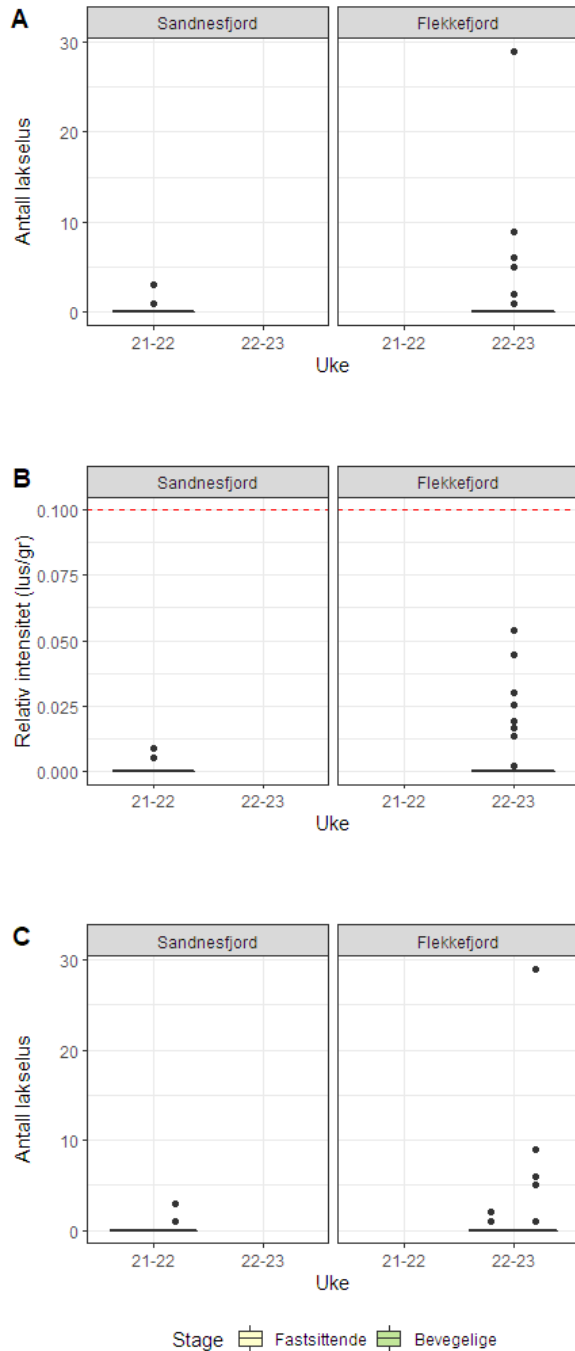 A
Sandnesfjord Flekkefjord
30
20
10
0
Antall lakselus
21-22 22-23 21-22 22-23
Uke
B
Sandnesfjord Flekkefjord
0.100
0.075
0.050
0.025
0.000
Relativ intensitet (lus/gr)
21-22 22-23 21-22 22-23
Uke
C
Sandnesfjord Flekkefjord
30
20
10
0
Antall lakselus
21-22 22-23 21-22 22-23
Uke
Stage Fastsittende Bevegelige